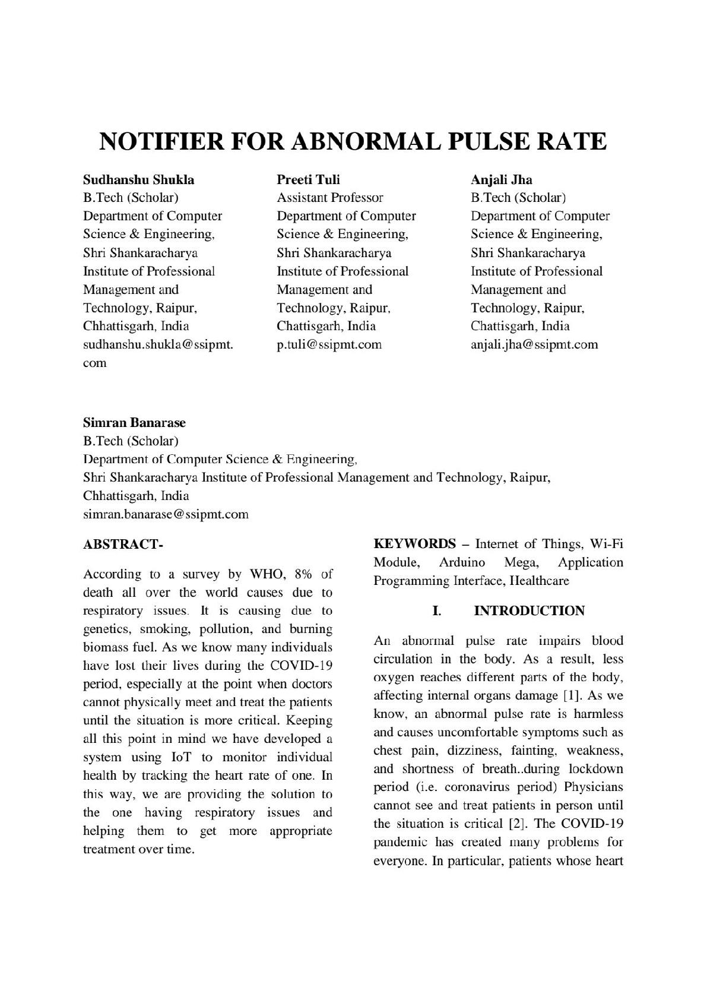 NOTIFIER FOR ABNORMAL PULSE RATE
Sudhanshu Shukla
B.Tech (Scholar)
Department of Computer
Science & Engineering,
Shri Shankaracharya
Institute of Professional
Management and
Technology, Raipur,
Chhattisgarh, India
sudhanshu.shukla@ssipmt.
com
Preeti Tuli
Assistant Professor
Department of Computer
Science & Engineering,
Shri Shankaracharya
Institute of Professional
Management and
Technology, Raipur,
Chattisgarh, India
p.tuli@ssipmt.com
Anjali Jha
B.Tech (Scholar)
Department of Computer
Science & Engineering,
Shri Shankaracharya
Institute of Professional
Management and
Technology, Raipur,
Chattisgarh, India
anjali.jha@ssipmt.com
Simran Banarase
B.Tech (Scholar)
Department of Computer Science & Engineering,
Shri Shankaracharya Institute of Professional Management and Technology, Raipur,
Chhattisgarh, India
simran.banarase@ssipmt.com
ABSTRACT-
According to a survey by WHO, 8% of
death all over the world causes due to
respiratory issues. It is causing due to
genetics, smoking, pollution, and burning
biomass fuel. As we know many individuals
have lost their lives during the COVID-19
period, especially at the point when doctors
cannot physically meet and treat the patients
until the situation is more critical. Keeping
all this point in mind we have developed a
system using IoT to monitor individual
health by tracking the heart rate of one. In
this way, we are providing the solution to
the one having respiratory issues and
helping them to get more appropriate
treatment over time.
KEYWORDS – Internet of Things, Wi-Fi
Module, Arduino Mega, Application
Programming Interface, Healthcare
I. INTRODUCTION
An abnormal pulse rate impairs blood
circulation in the body. As a result, less
oxygen reaches different parts of the body,
affecting internal organs damage [1]. As we
know, an abnormal pulse rate is harmless
and causes uncomfortable symptoms such as
chest pain, dizziness, fainting, weakness,
and shortness of breath..during lockdown
period (i.e. coronavirus period) Physicians
cannot see and treat patients in person until
the situation is critical [2]. The COVID-19
pandemic has created many problems for
everyone. In particular, patients whose heart